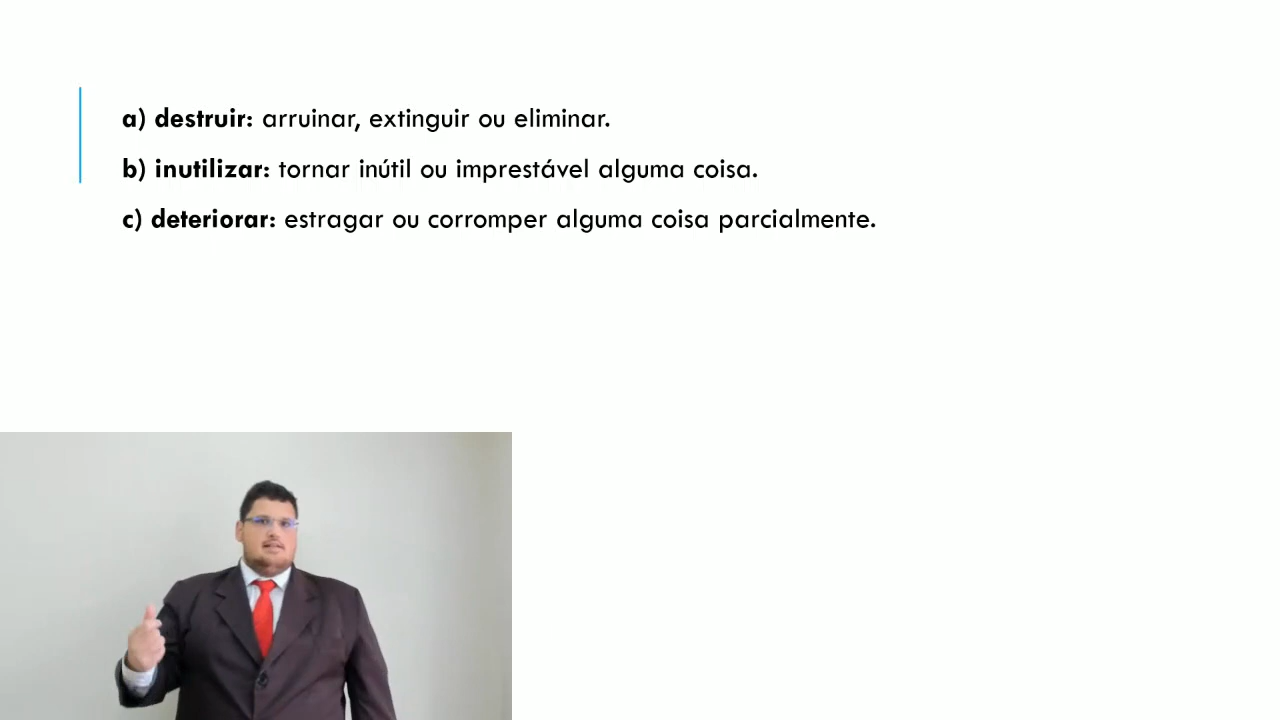 a) destruir: arruinar, extinguir ou eliminar.
b) inutilizar: tornar inútil ou imprestável alguma coisa.
c) deteriorar: estragar ou corromper alguma coisa parcialmente.